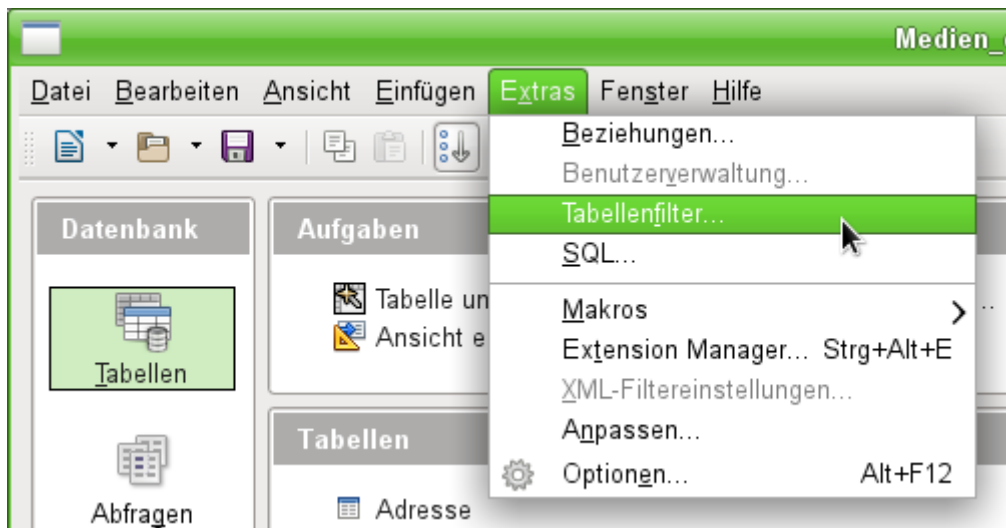 Medien_
Datei Bearbeiten Ansicht Einfügen Extras Fenster Hilfe
Beziehungen...
Benutzerverwaltung...
Tabellenfilter...
SQL...
Makros
Extension Manager... Strg+Alt+E
XML-Filtereinstellungen...
Anpassen...
Optionen... Alt+F12
Datenbank
Tabellen
Abfragen
Aufgaben
Tabelle un
...
Ansicht e
Tabellen
Adresse